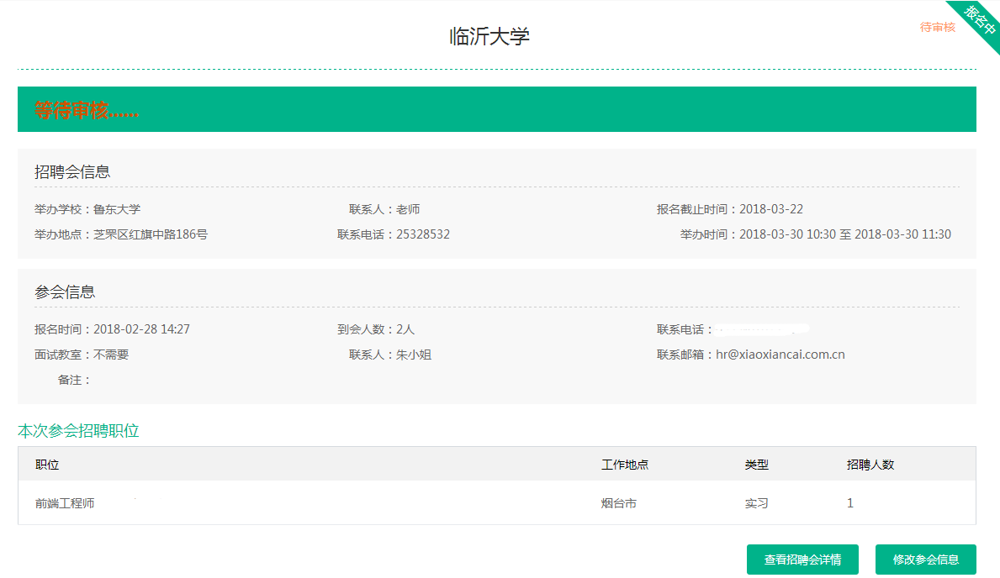 临沂大学
待审核
报名中
等待审核......
招聘会信息
举办学校：鲁东大学 联系人：老师 报名截止时间：2018-03-22
举办地点：芝罘区红旗中路186号 联系电话：25328532 举办时间：2018-03-30 10:30 至 2018-03-30 11:30
参会信息
报名时间：2018-02-28 14:27 到会人数：2人 联系电话：
面试教室：不需要 联系人：朱小姐 联系邮箱：hr@xiaoxiancai.com.cn
备注：
本次参会招聘职位
职位 工作地点 类型 招聘人数
前端工程师 烟台市 实习 1
查看招聘会详情 修改参会信息